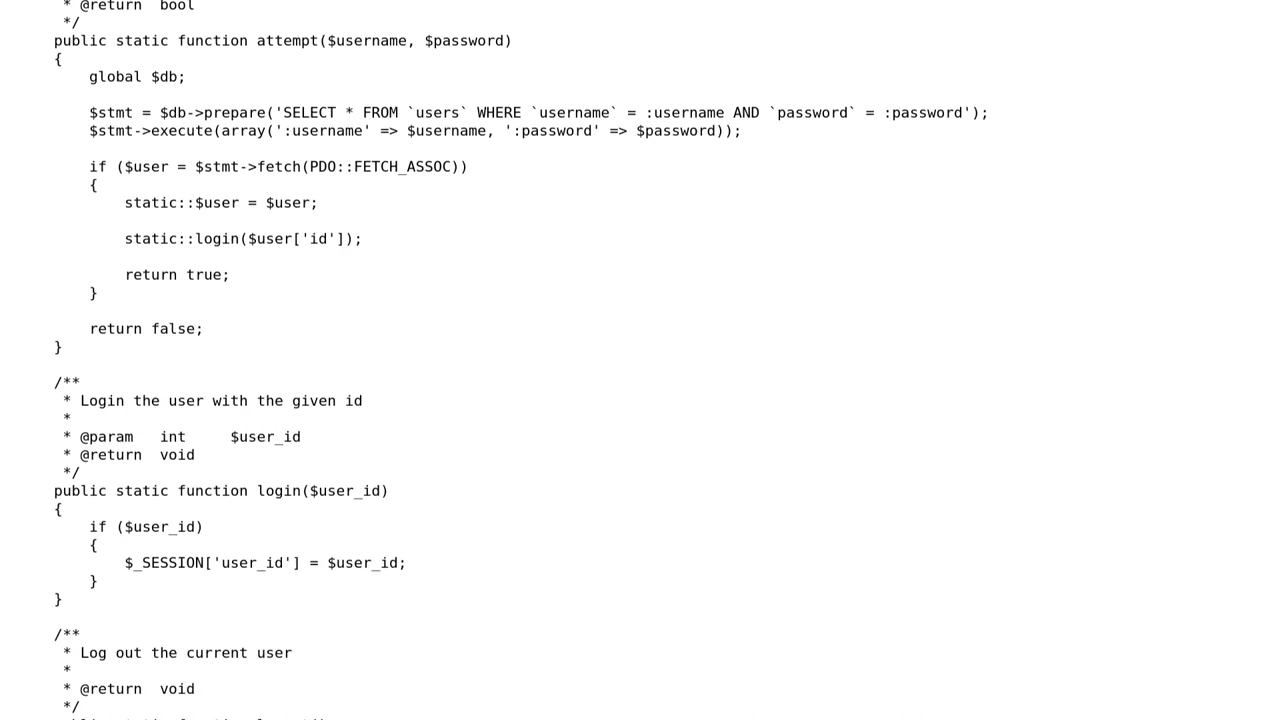 * @return  bool
     */
    public static function attempt($username, $password)
    {
        global $db;

        $stmt = $db->prepare('SELECT * FROM `users` WHERE `username` = :username AND `password` = :password');
        $stmt->execute(array(':username' => $username, ':password' => $password));

        if ($user = $stmt->fetch(PDO::FETCH_ASSOC))
        {
            static::$user = $user;

            static::login($user['id']);

            return true;
        }

        return false;
    }

    /**
     * Login the user with the given id
     *
     * @param   int     $user_id
     * @return  void
     */
    public static function login($user_id)
    {
        if ($user_id)
        {
            $_SESSION['user_id'] = $user_id;
        }
    }

    /**
     * Log out the current user
     *
     * @return  void
     */